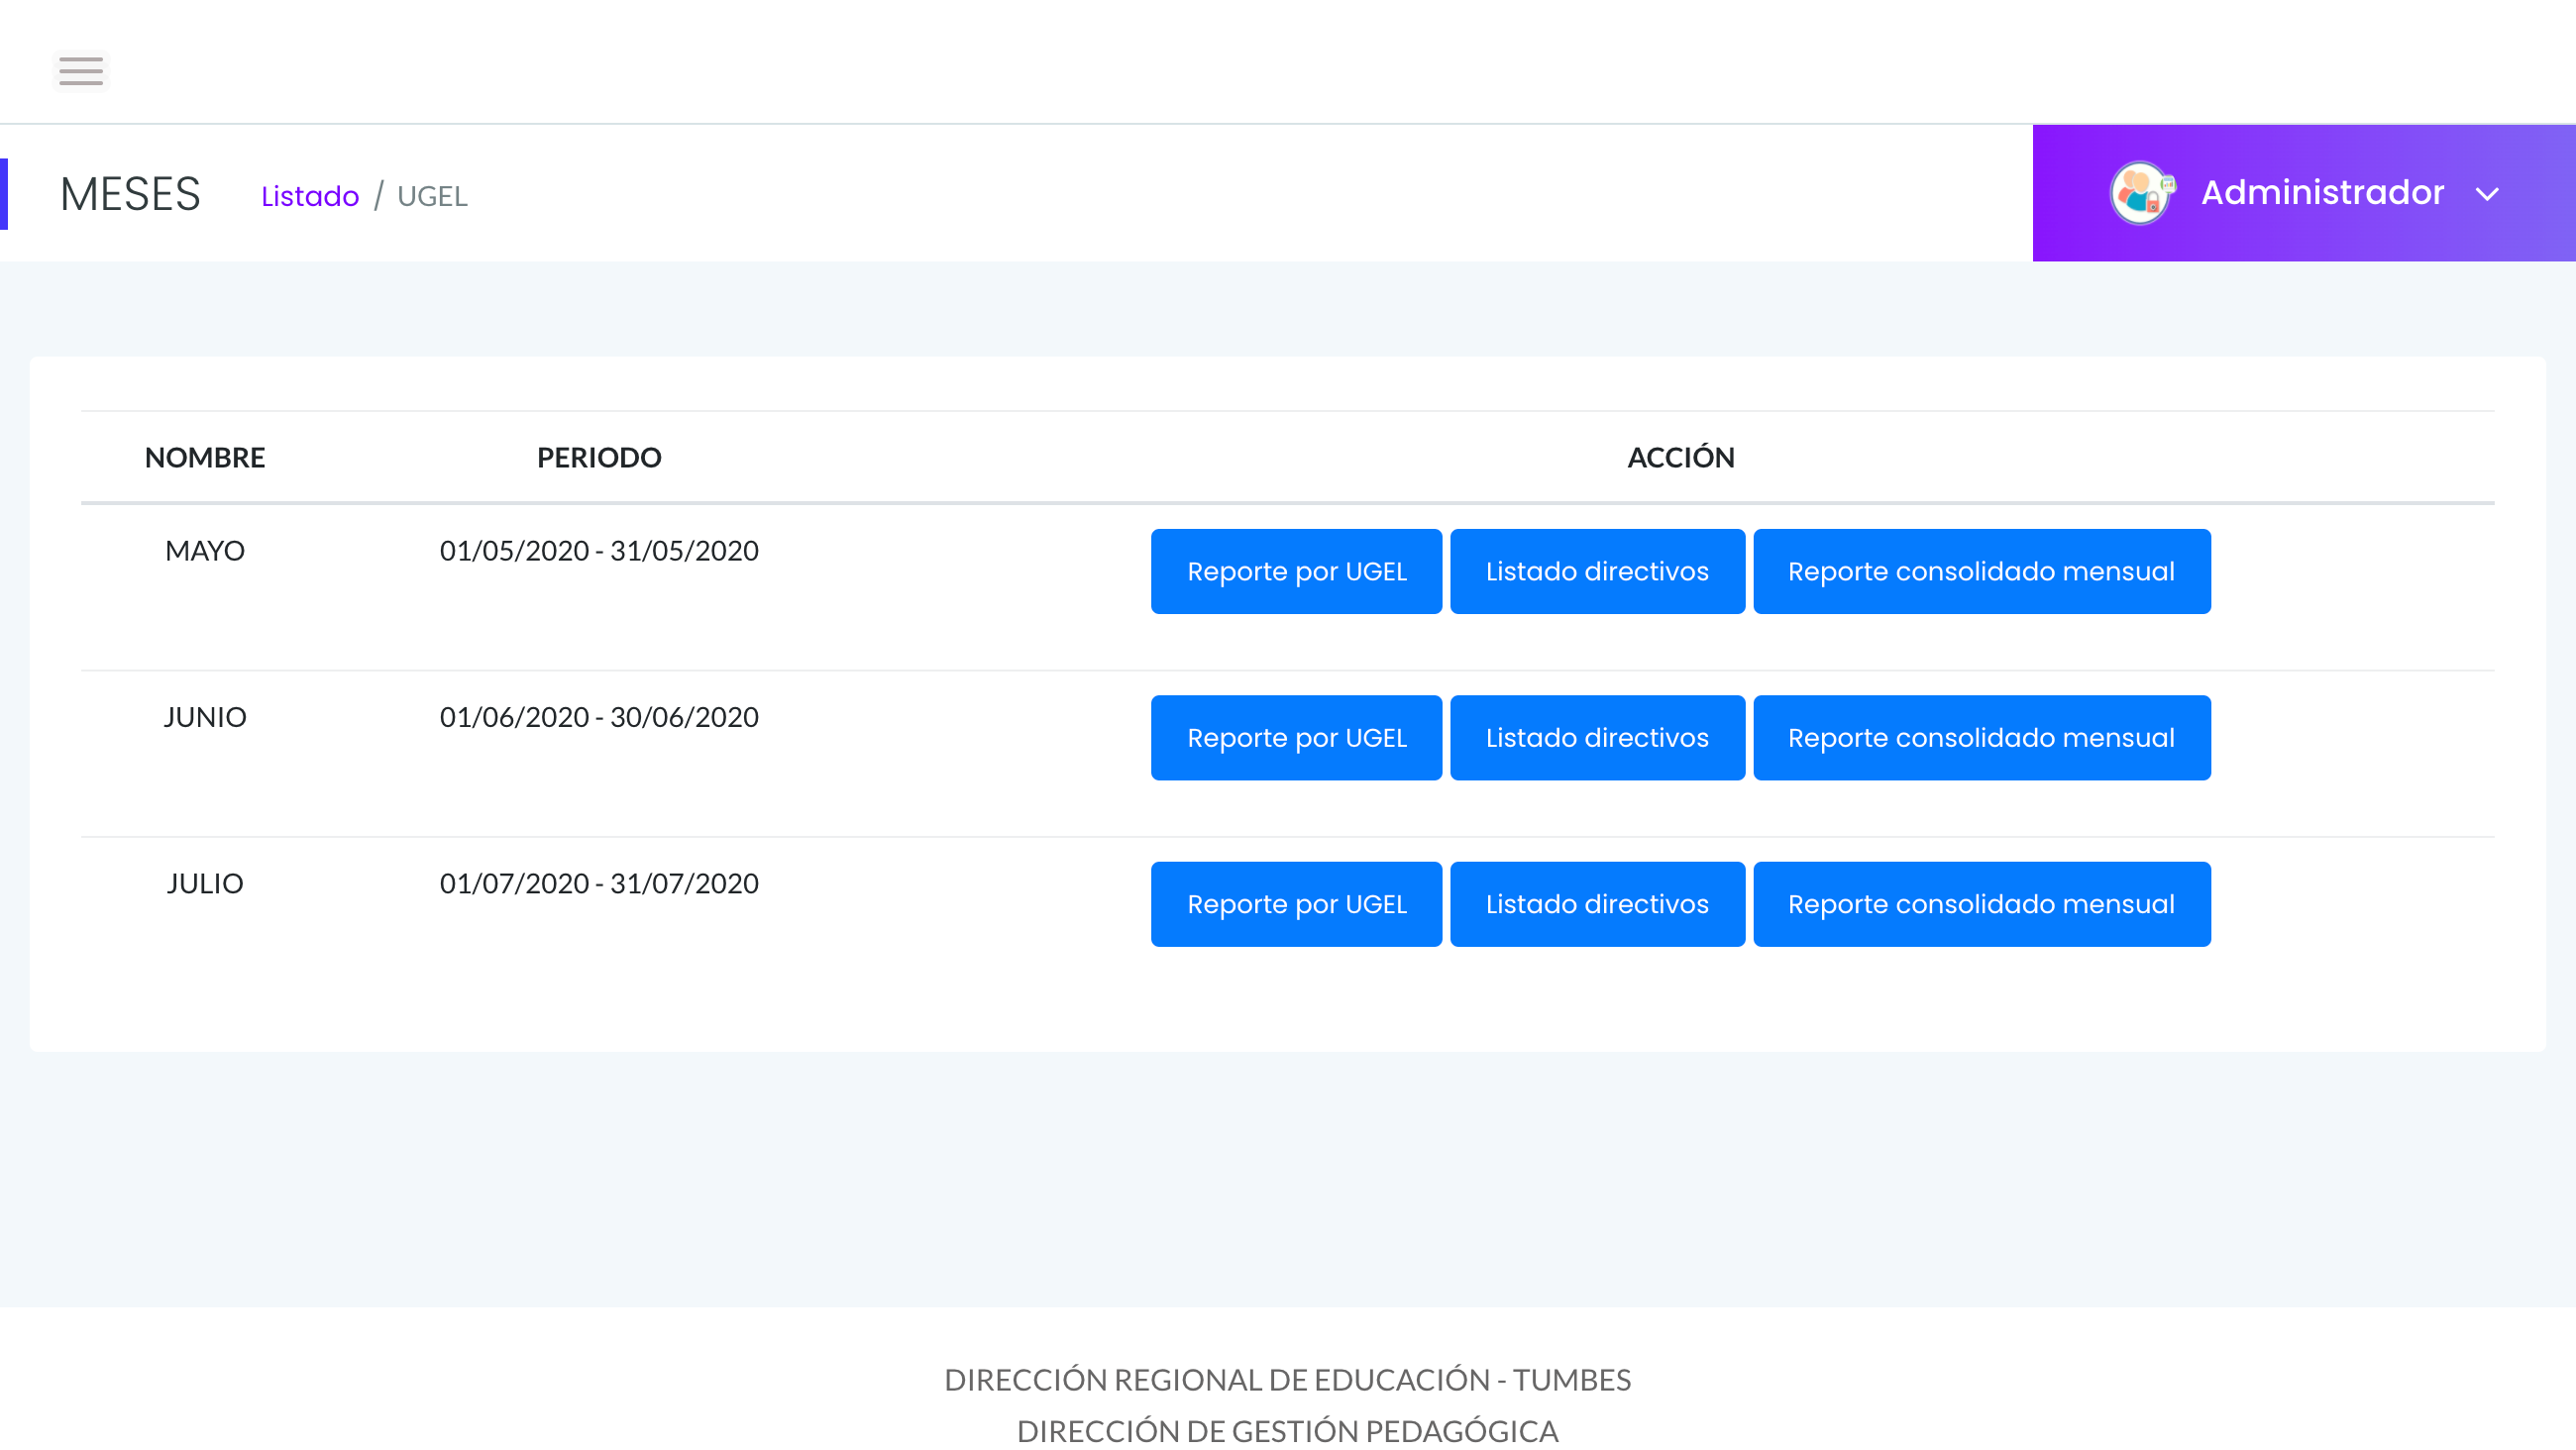 MESES Listado / UGEL Administrador
NOMBRE PERIODO ACCIÓN
MAYO 01/05/2020 - 31/05/2020 Reporte por UGEL Listado directivos Reporte consolidado mensual
JUNIO 01/06/2020 - 30/06/2020 Reporte por UGEL Listado directivos Reporte consolidado mensual
JULIO 01/07/2020 - 31/07/2020 Reporte por UGEL Listado directivos Reporte consolidado mensual
DIRECCIÓN REGIONAL DE EDUCACIÓN - TUMBES
DIRECCIÓN DE GESTIÓN PEDAGÓGICA